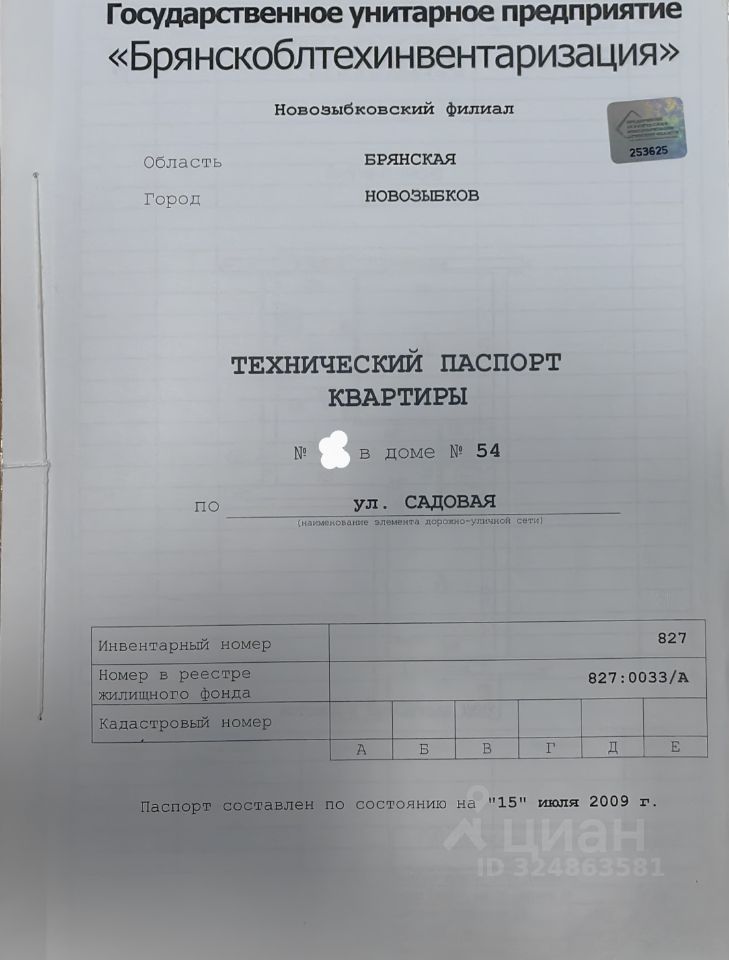 Государственное унитарное предприятие
«Брянскоблтехинвентаризация»
Новозыбковский филиал
253625
Область БРЯНСКАЯ
Город НОВОЗЫБКОВ
ТЕХНИЧЕСКИЙ ПАСПОРТ
КВАРТИРЫ
№ в доме № 54
по ул. САДОВАЯ
(наименование элемента дорожно-уличной сети)
Инвентарный номер 827
Номер в реестре
жилищного фонда 827:0033/А
Кадастровый номер
А Б В Г Д Е
Паспорт составлен по состоянию на "15" июля 2009 г.
циан
ID 324863581